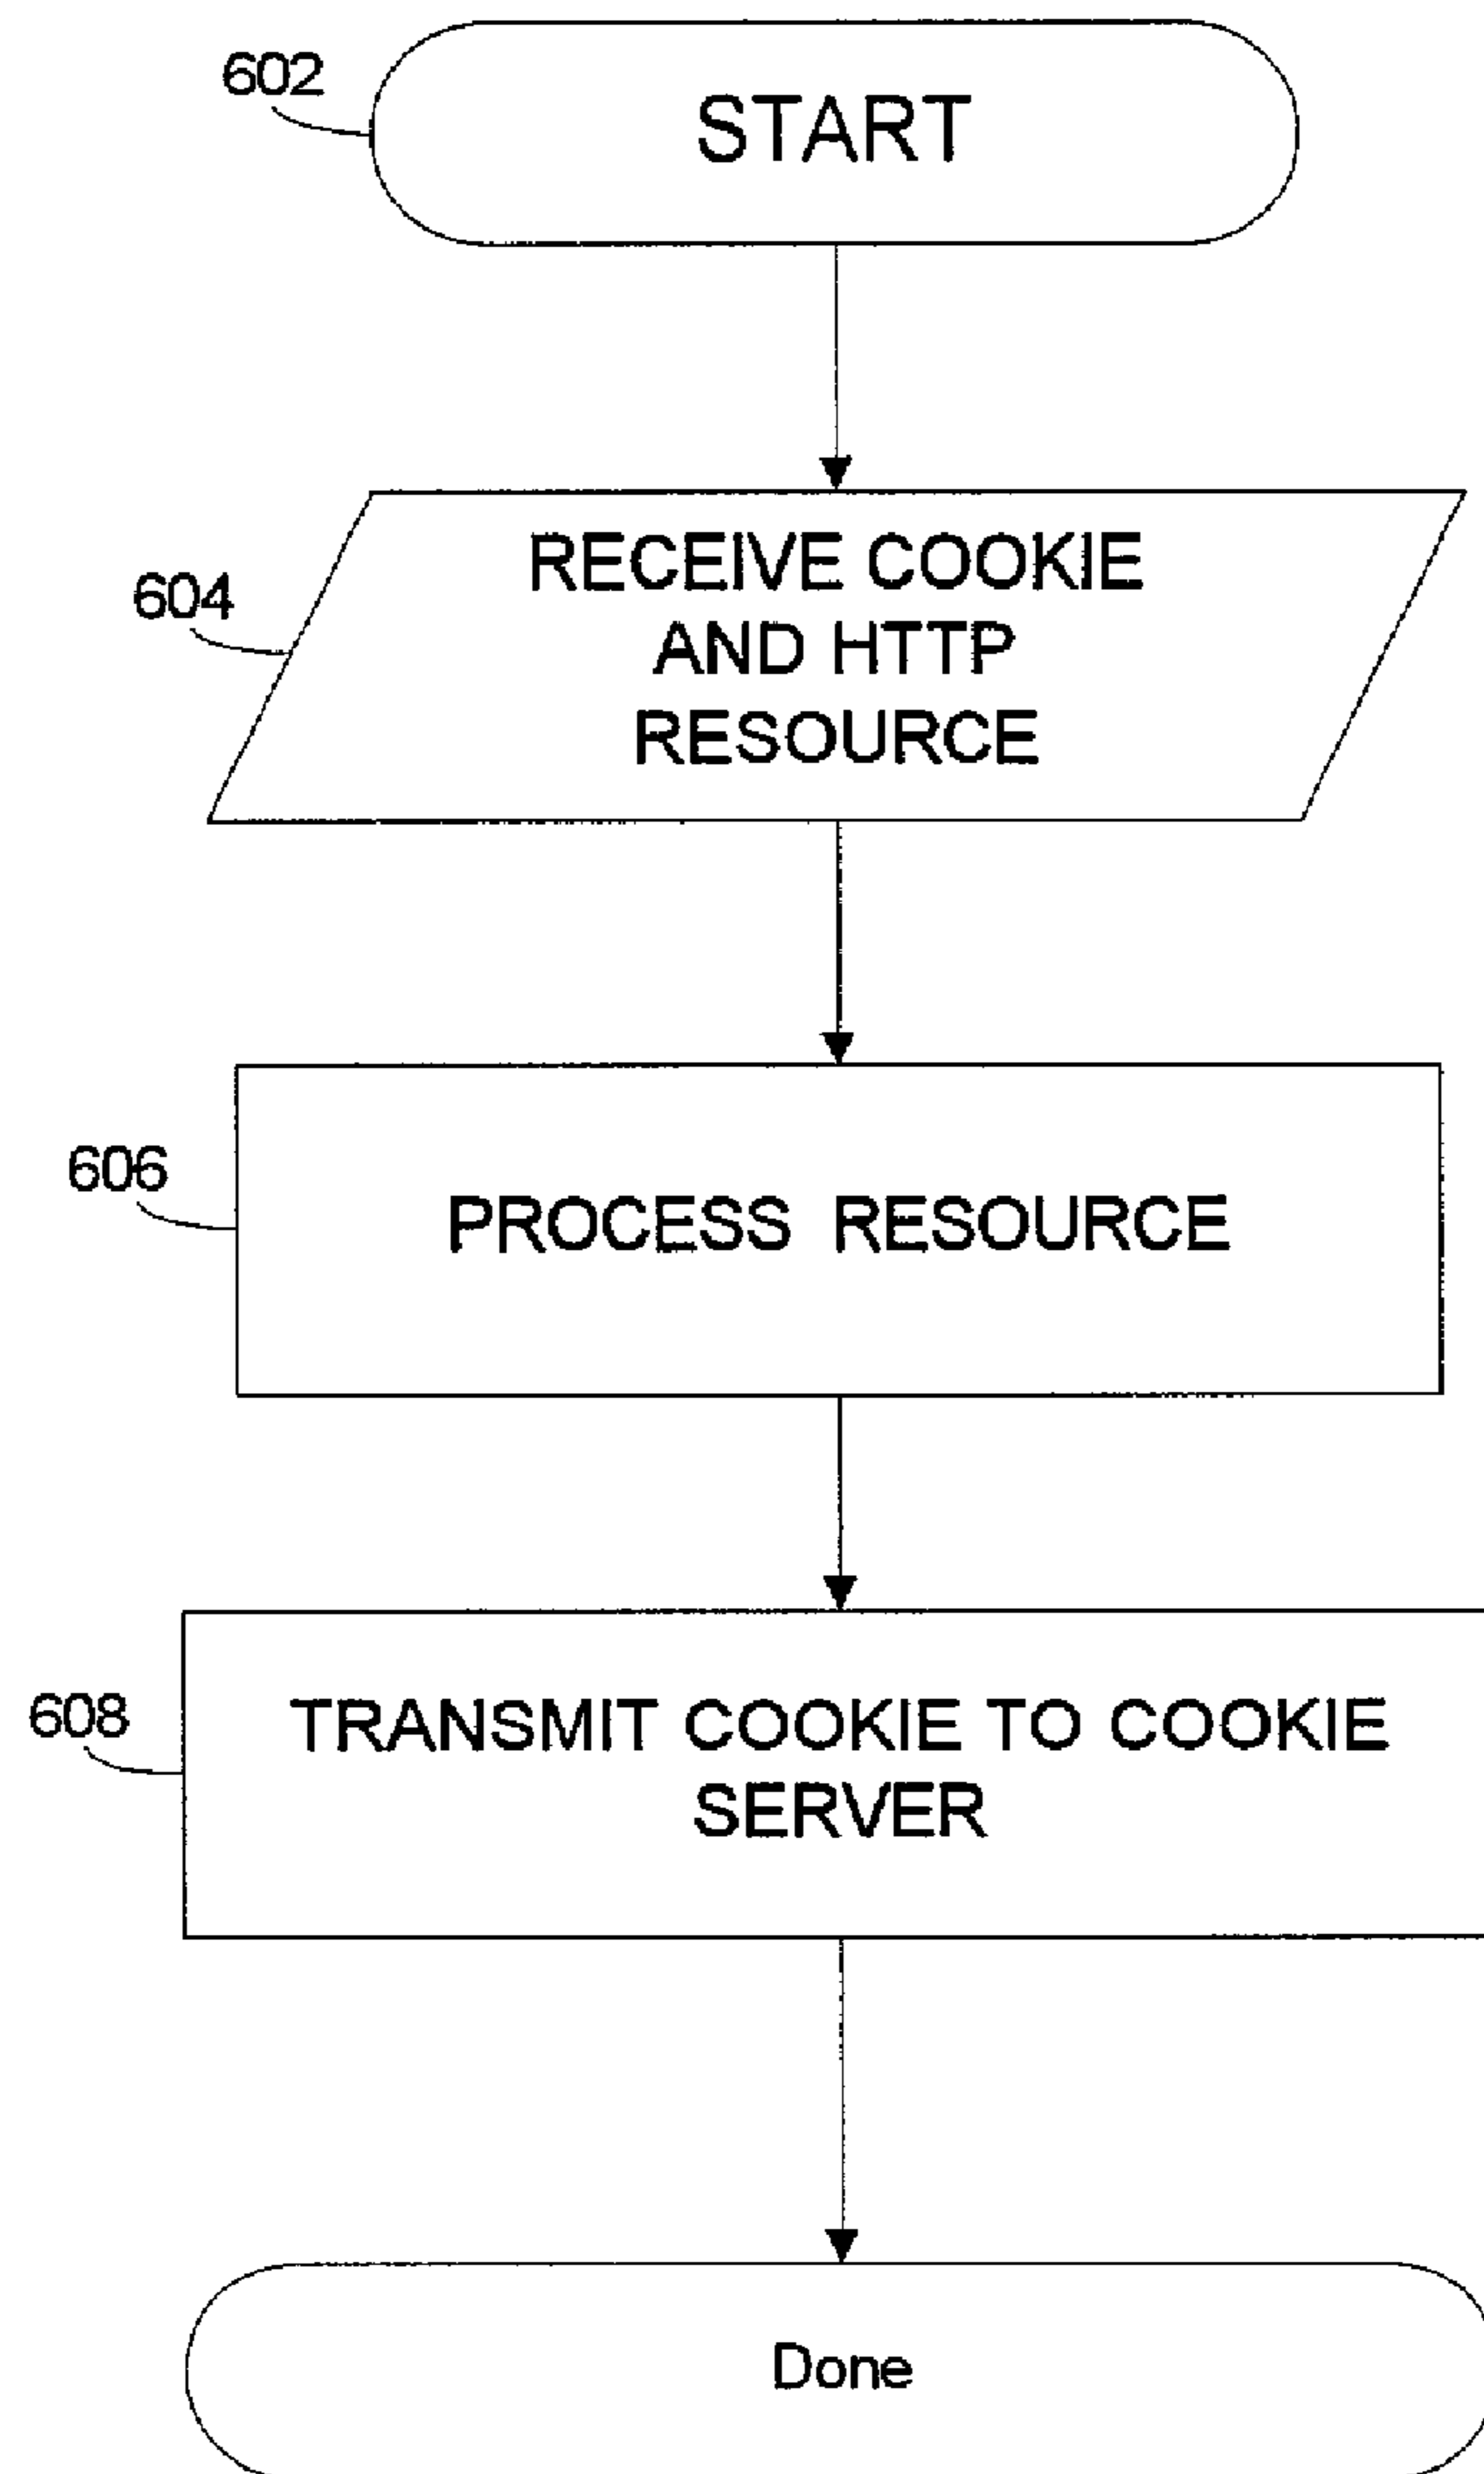 602
START
604
RECEIVE COOKIE
AND HTTP
RESOURCE
606
PROCESS RESOURCE
608
TRANSMIT COOKIE TO COOKIE
SERVER
Done